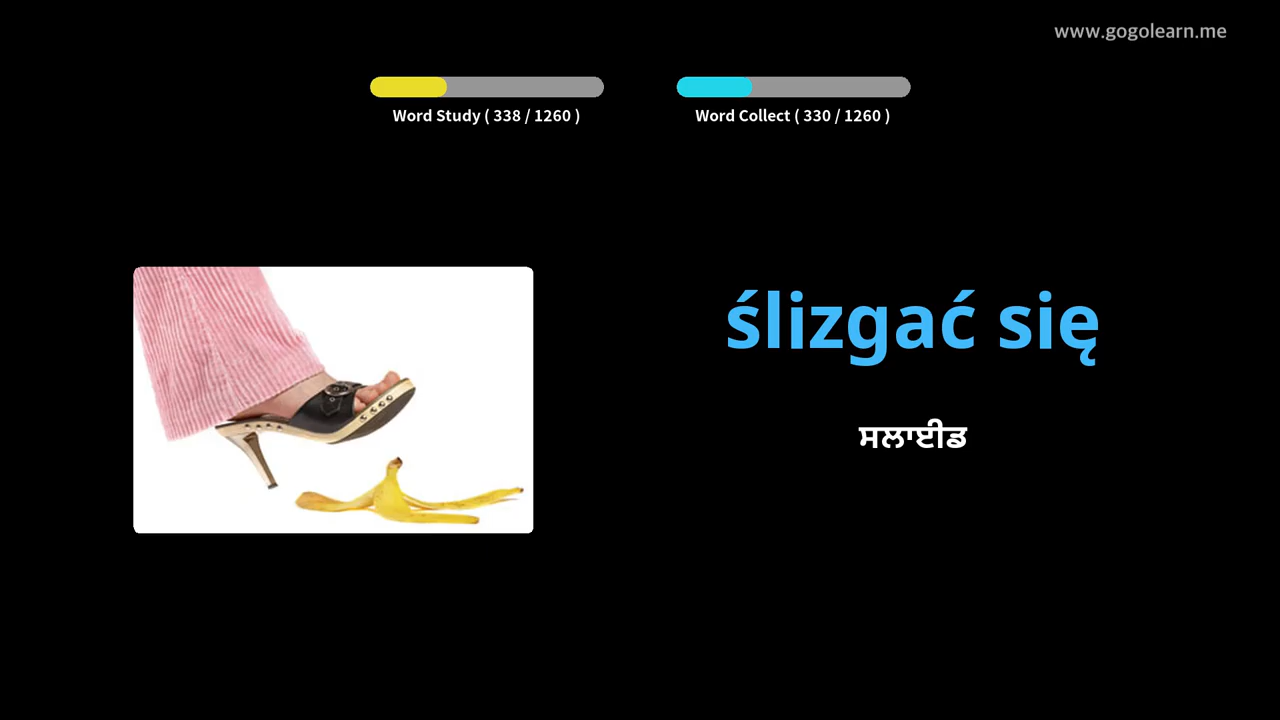 www.gogolearn.me
Word Study ( 338 / 1260 )
Word Collect ( 330 / 1260 )
ślizgać się
ਸਲਾਈਡ